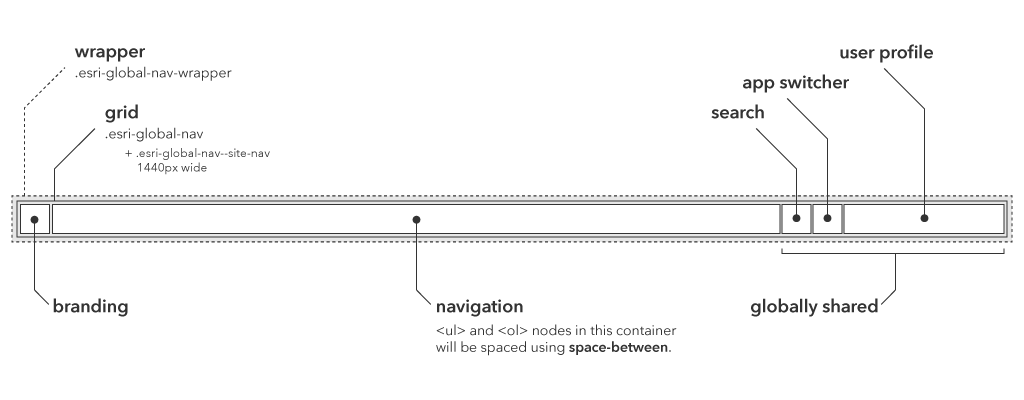 wrapper
.esri-global-nav-wrapper
grid
.esri-global-nav
+ .esri-global-nav--site-nav
1440px wide
user profile
app switcher
search
branding
navigation
<ul> and <ol> nodes in this container
will be spaced using space-between.
globally shared